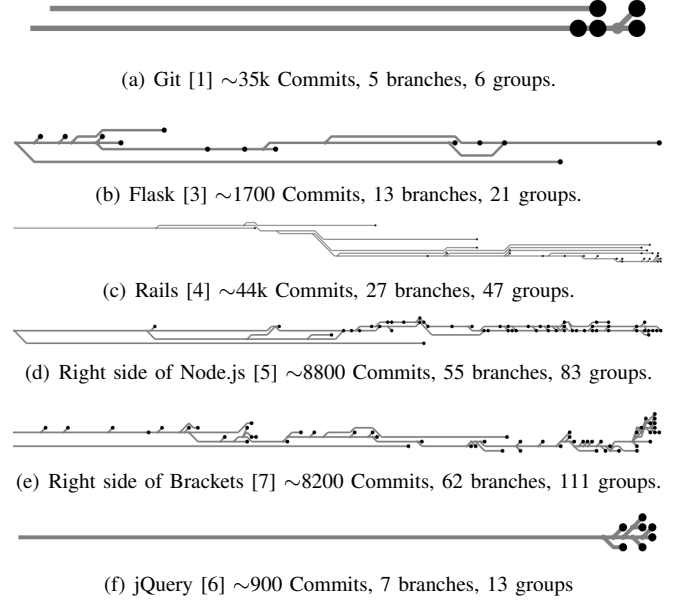 (a) Git [1] ∼35k Commits, 5 branches, 6 groups.
(b) Flask [3] ∼1700 Commits, 13 branches, 21 groups.
(c) Rails [4] ∼44k Commits, 27 branches, 47 groups.
(d) Right side of Node.js [5] ∼8800 Commits, 55 branches, 83 groups.
(e) Right side of Brackets [7] ∼8200 Commits, 62 branches, 111 groups.
(f) jQuery [6] ∼900 Commits, 7 branches, 13 groups